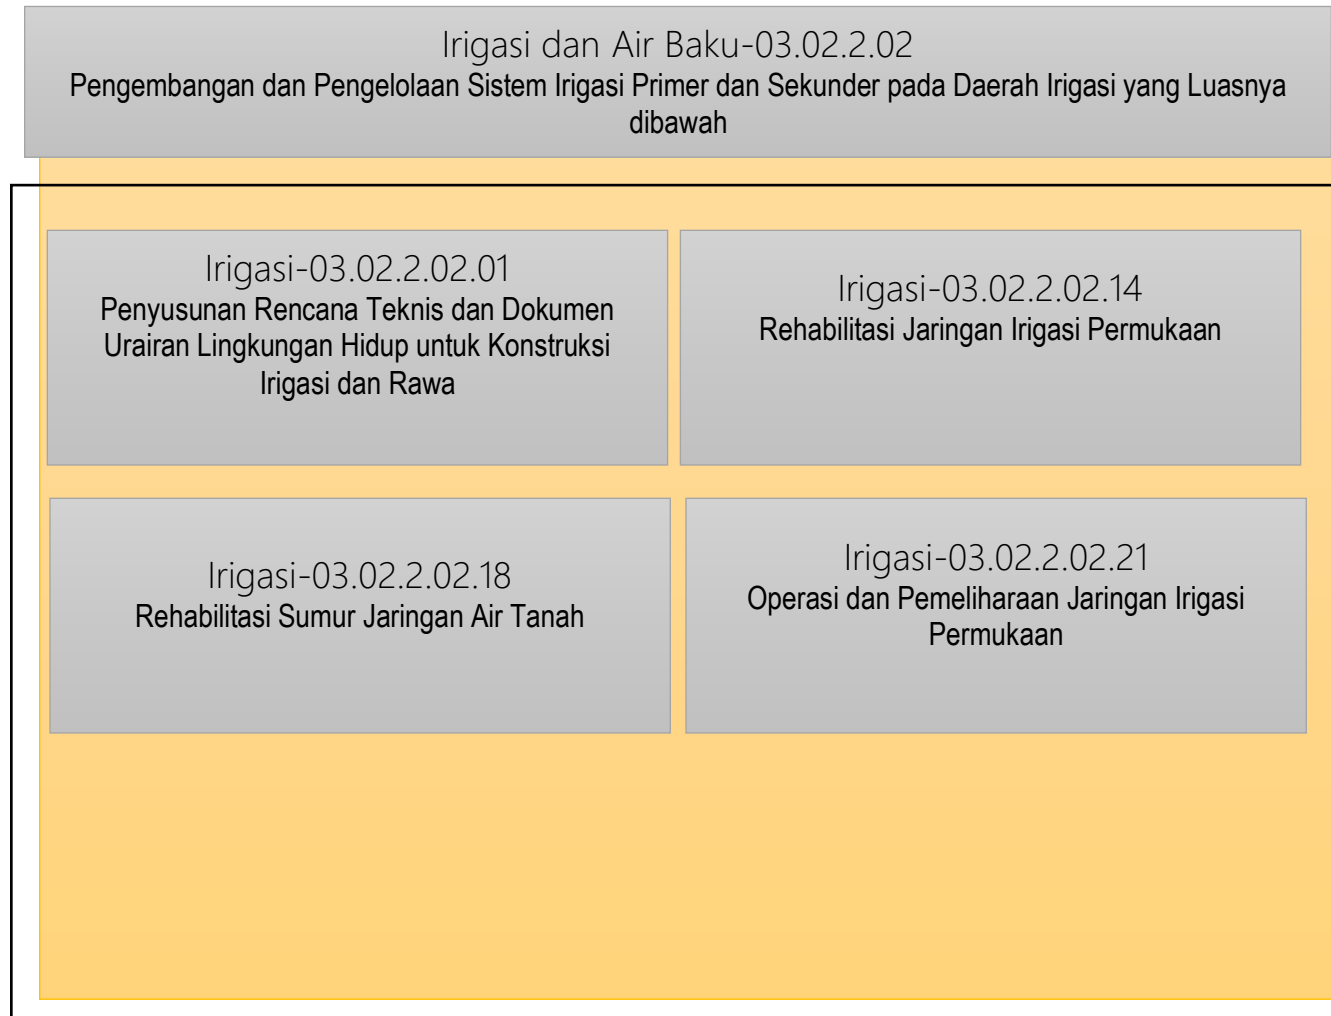 Irigasi dan Air Baku-03.02.2.02
Pengembangan dan Pengelolaan Sistem Irigasi Primer dan Sekunder pada Daerah Irigasi yang Luasnya
dibawah
Irigasi-03.02.2.02.01
Penyusunan Rencana Teknis dan Dokumen
Urairan Lingkungan Hidup untuk Konstruksi
Irigasi dan Rawa
Irigasi-03.02.2.02.14
Rehabilitasi Jaringan Irigasi Permukaan
Irigasi-03.02.2.02.18
Rehabilitasi Sumur Jaringan Air Tanah
Irigasi-03.02.2.02.21
Operasi dan Pemeliharaan Jaringan Irigasi
Permukaan